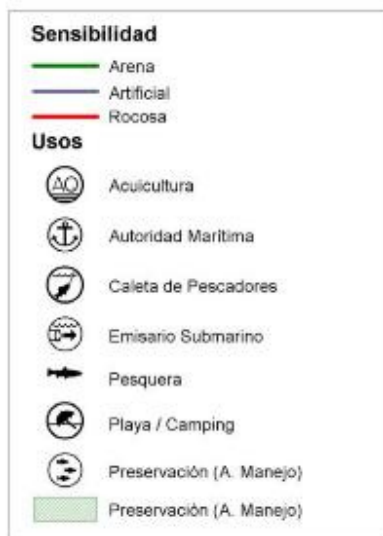 Sensibilidad
Arena
Artificial
Rocosa
Usos
AQ
Acuicultura
Autoridad Marítima
Caleta de Pescadores
Emisario Submarino
Pesquera
Playa / Camping
Preservación (A. Manejo)
Preservación (A. Manejo)